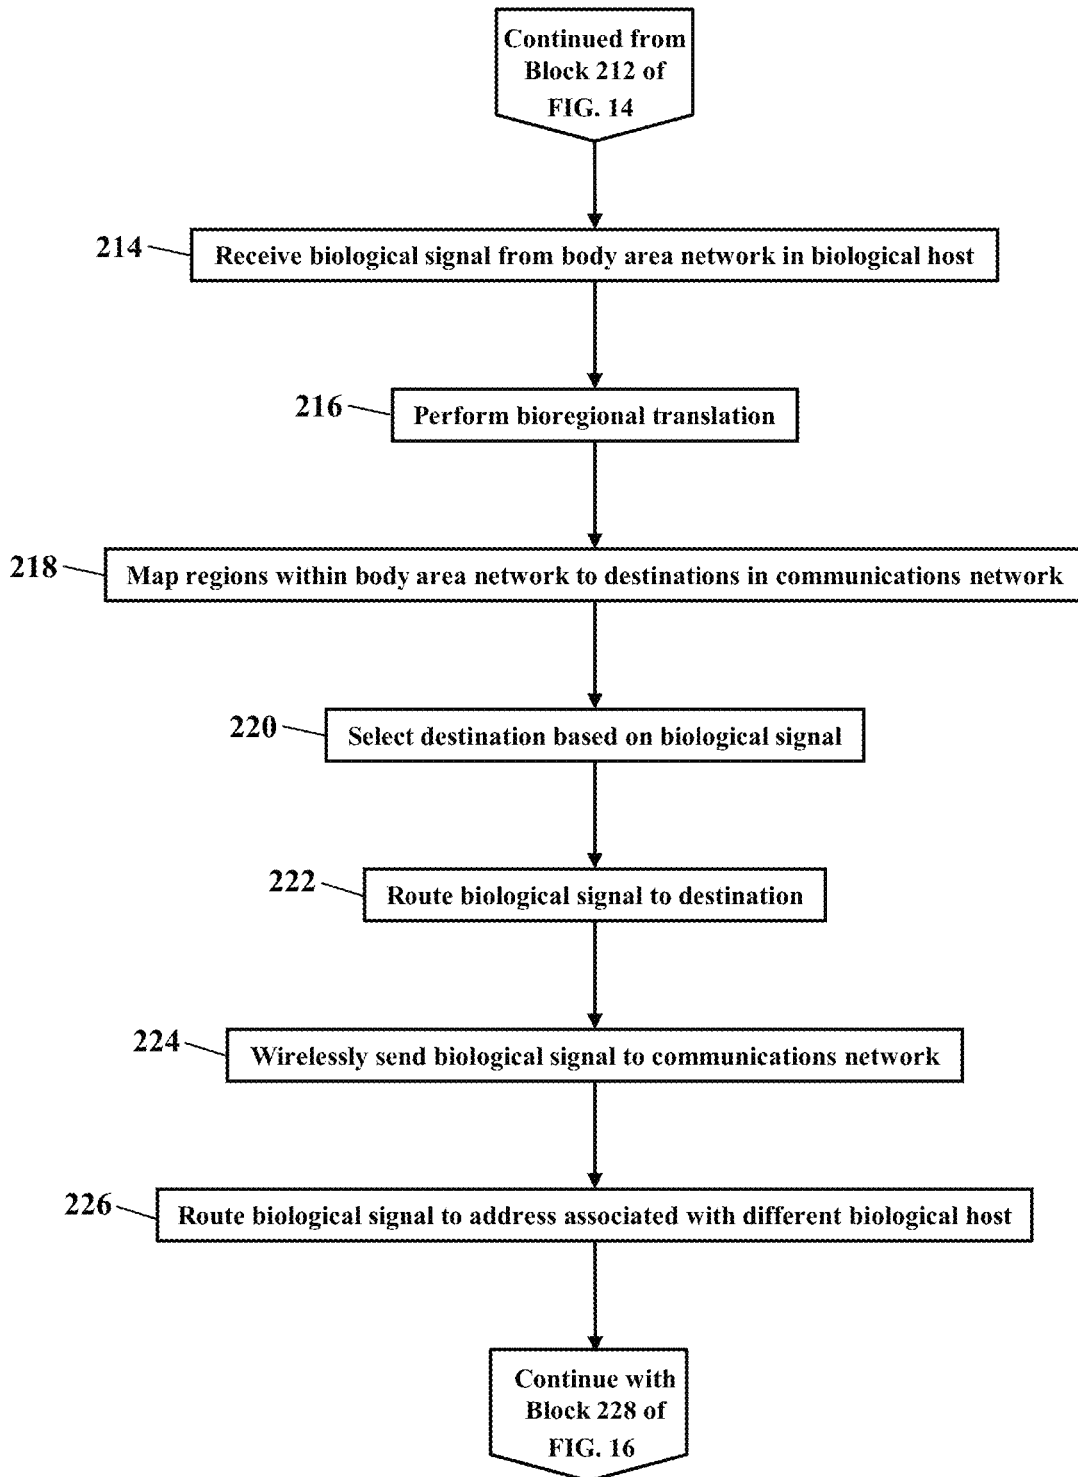 Continued from
Block 212 of
FIG. 14
214
Receive biological signal from body area network in biological host
216
Perform bioregional translation
218
Map regions within body area network to destinations in communications network
220
Select destination based on biological signal
222
Route biological signal to destination
224
Wirelessly send biological signal to communications network
226
Route biological signal to address associated with different biological host
Continue with
Block 228 of
FIG. 16